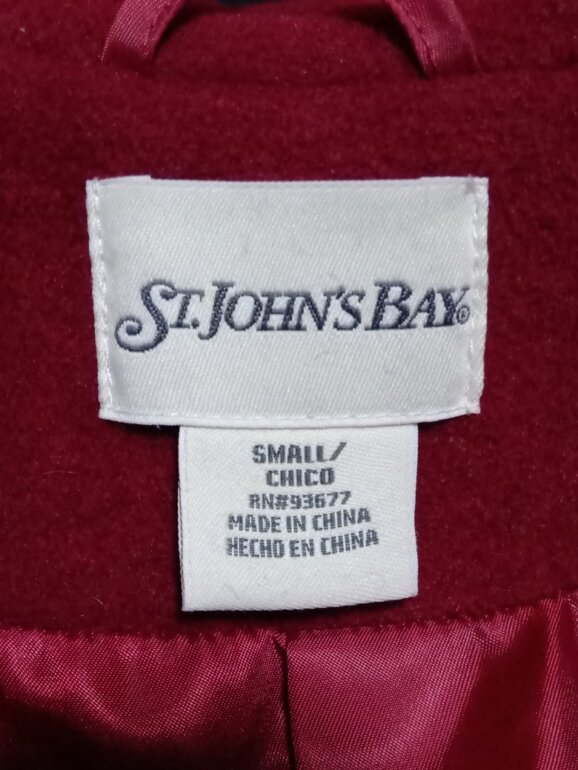 ST. JOHN'S BAY®
SMALL/
CHICO
RN#93677
MADE IN CHINA
HECHO EN CHINA